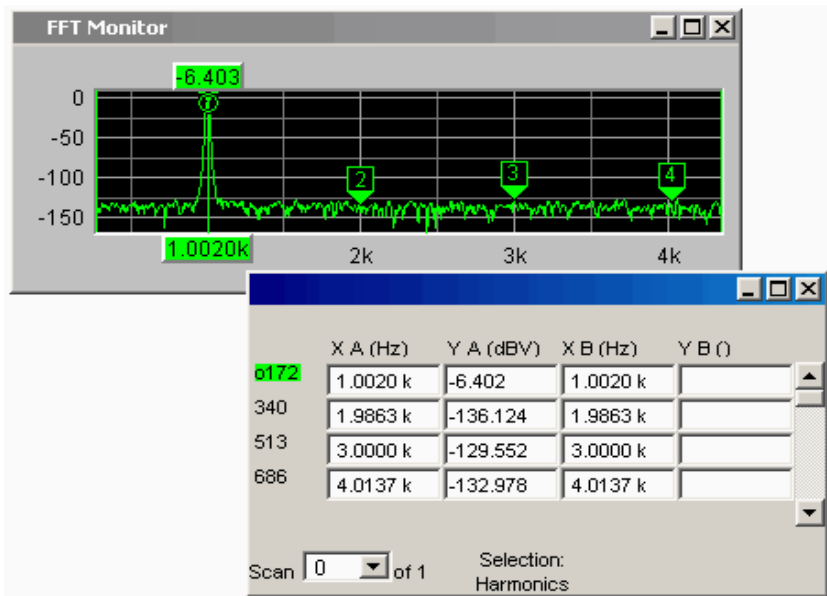 FFT Monitor
-6.403
0
-50
-100
-150
2
3
4
1.0020k
2k
3k
4k
X A (Hz) Y A (dBV) X B (Hz) Y B ()
o172 1.0020 k -6.402 1.0020 k
340 1.9863 k -136.124 1.9863 k
513 3.0000 k -129.552 3.0000 k
686 4.0137 k -132.978 4.0137 k
Scan 0 of 1
Selection:
Harmonics